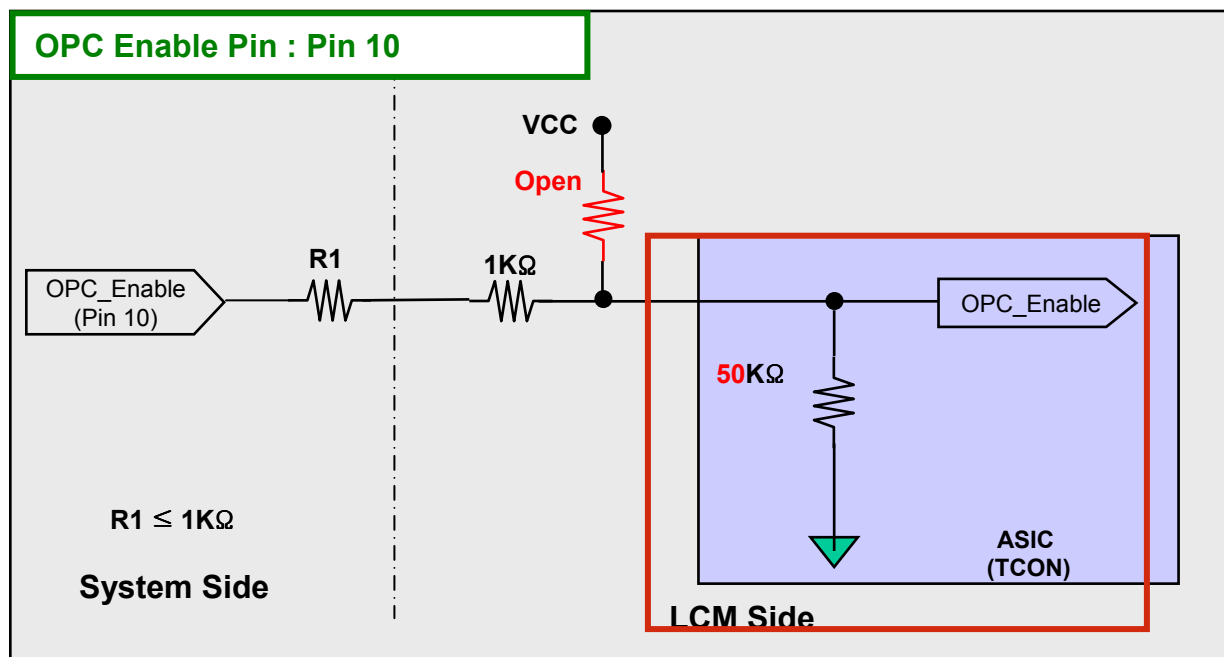 OPC Enable Pin : Pin 10
VCC
Open
R1
1KΩ
OPC_Enable
(Pin 10)
OPC_Enable
50KΩ
R1 ≤ 1KΩ
ASIC
(TCON)
System Side
LCM Side